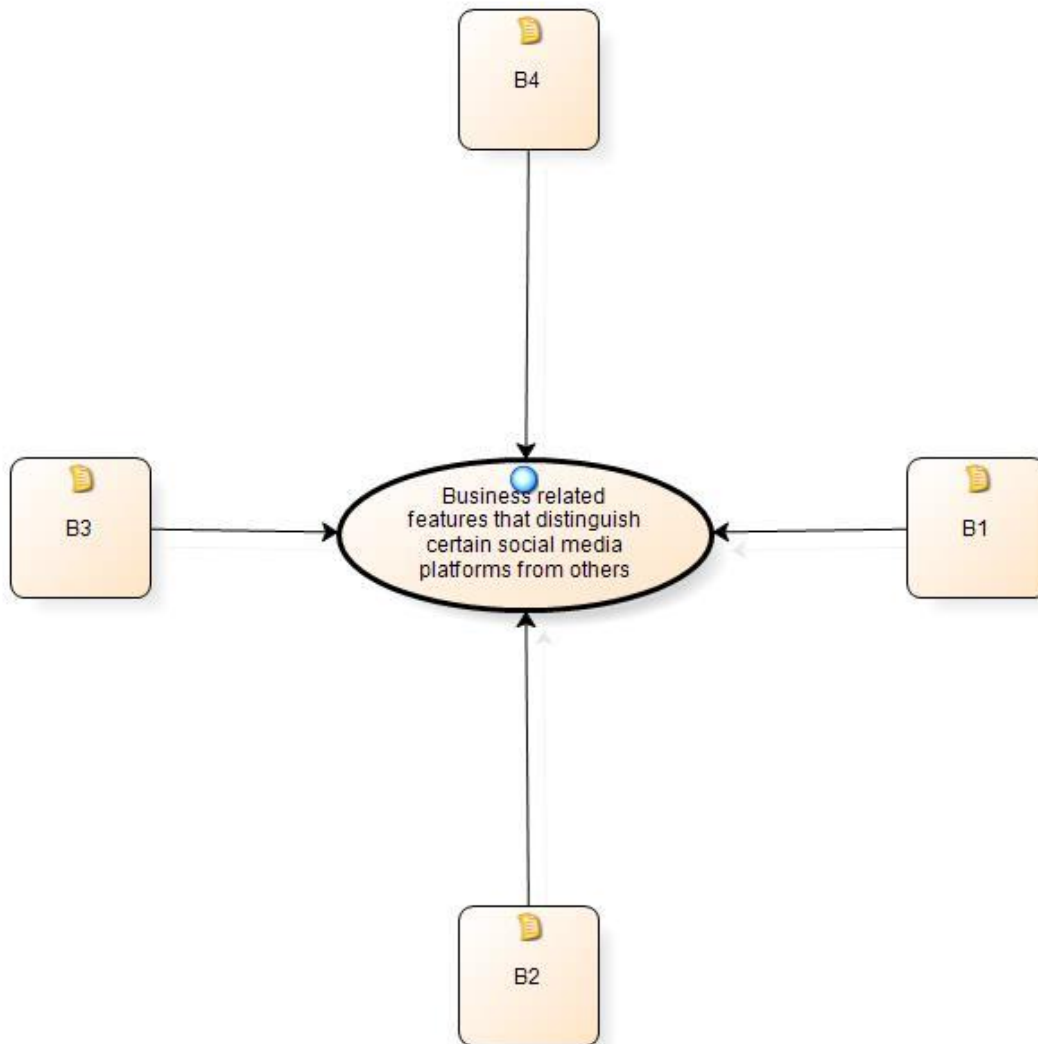 B4
B3
Business related
features that distinguish
certain social media
platforms from others
B1
B2